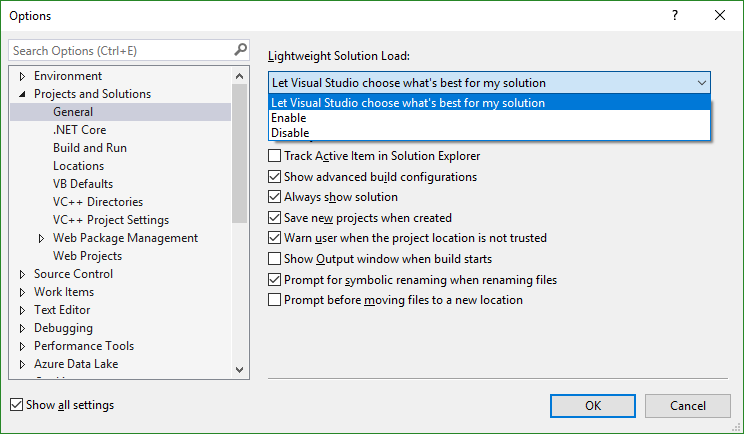 Options
Search Options (Ctrl+E)
Environment
Projects and Solutions
General
.NET Core
Build and Run
Locations
VB Defaults
VC++ Directories
VC++ Project Settings
Web Package Management
Web Projects
Source Control
Work Items
Text Editor
Debugging
Performance Tools
Azure Data Lake
Lightweight Solution Load:
Let Visual Studio choose what's best for my solution
Let Visual Studio choose what's best for my solution
Enable
Disable
Track Active Item in Solution Explorer
Show advanced build configurations
Always show solution
Save new projects when created
Warn user when the project location is not trusted
Show Output window when build starts
Prompt for symbolic renaming when renaming files
Prompt before moving files to a new location
Show all settings
OK
Cancel